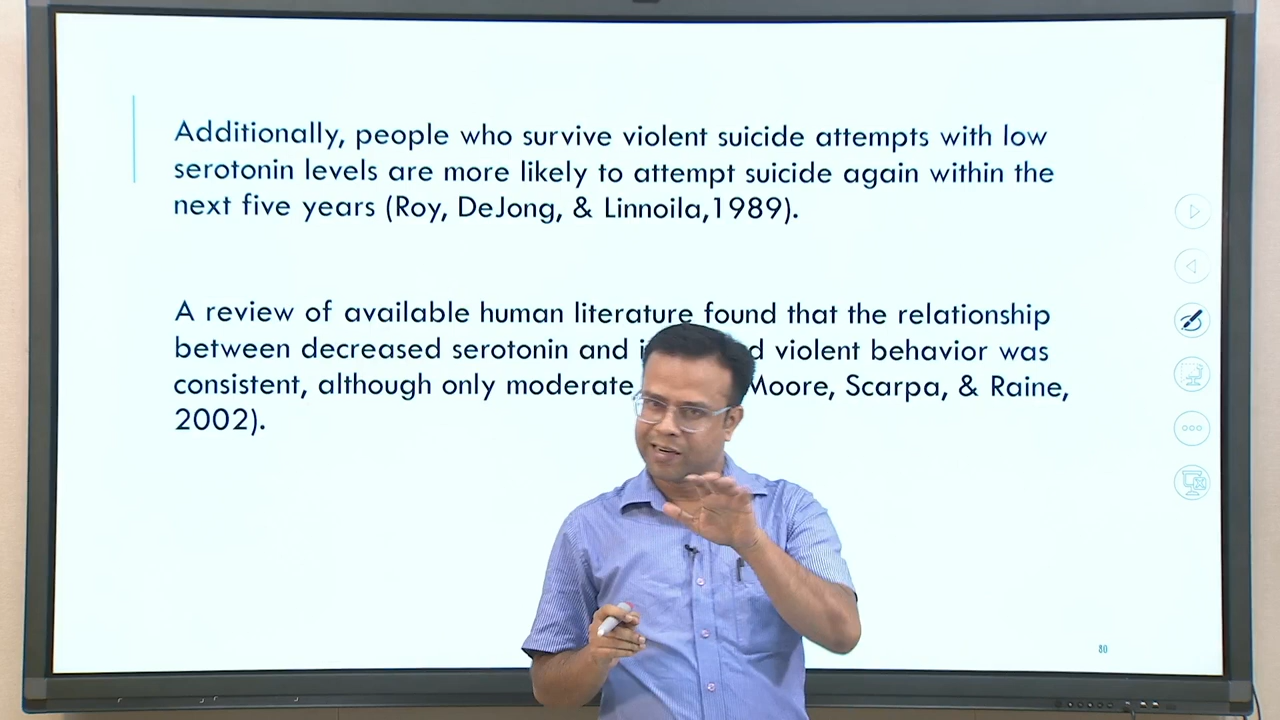 Additionally, people who survive violent suicide attempts with low
serotonin levels are more likely to attempt suicide again within the
next five years (Roy, DeJong, & Linnoila,1989).
A review of available human literature found that the relationship
between decreased serotonin and violent behavior was
consistent, although only moderate Moore, Scarpa, & Raine,
2002).
80